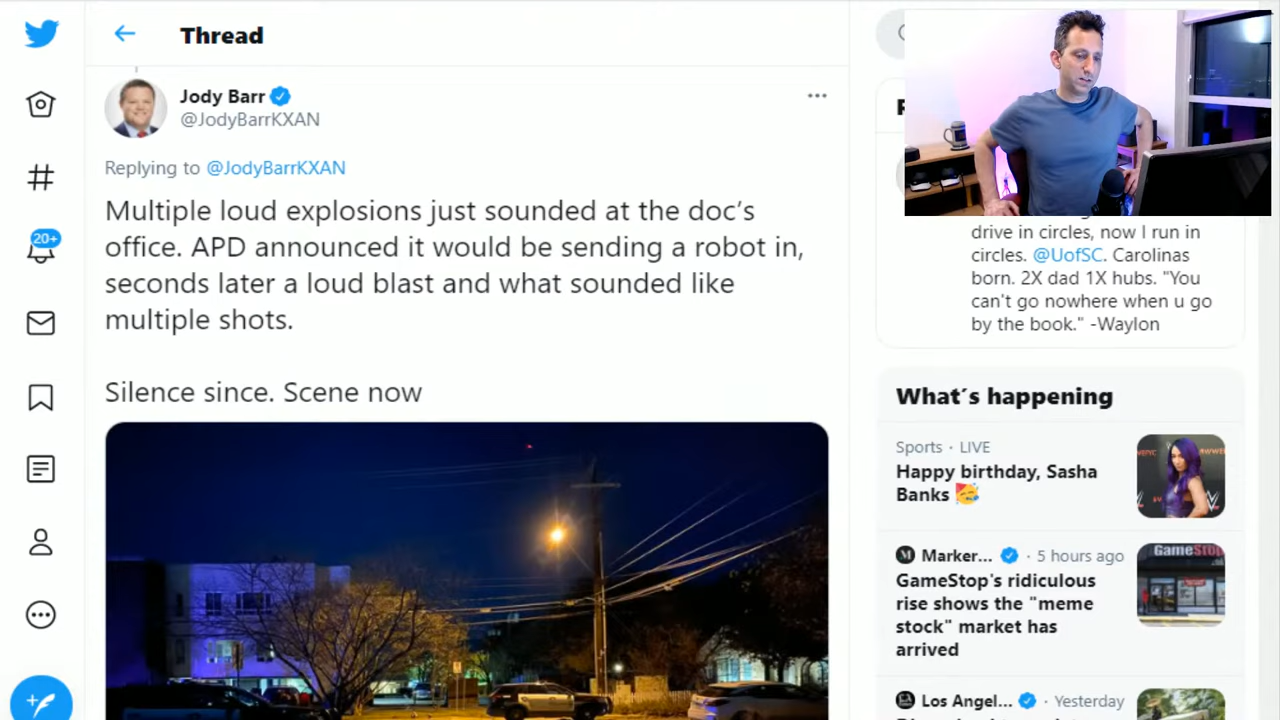 Thread
Jody Barr
@JodyBarrKXAN
Replying to @JodyBarrKXAN
Multiple loud explosions just sounded at the doc's
office. APD announced it would be sending a robot in,
seconds later a loud blast and what sounded like
multiple shots.
Silence since. Scene now
20+
drive in circles, now I run in
circles. @UofSC. Carolinas
born. 2X dad 1X hubs. "You
can't go nowhere when u go
by the book." -Waylon
What's happening
Sports · LIVE
Happy birthday, Sasha
Banks 🥳
Marker... · 5 hours ago
GameStop's ridiculous
rise shows the "meme
stock" market has
arrived
GameStop
Los Angel... · Yesterday